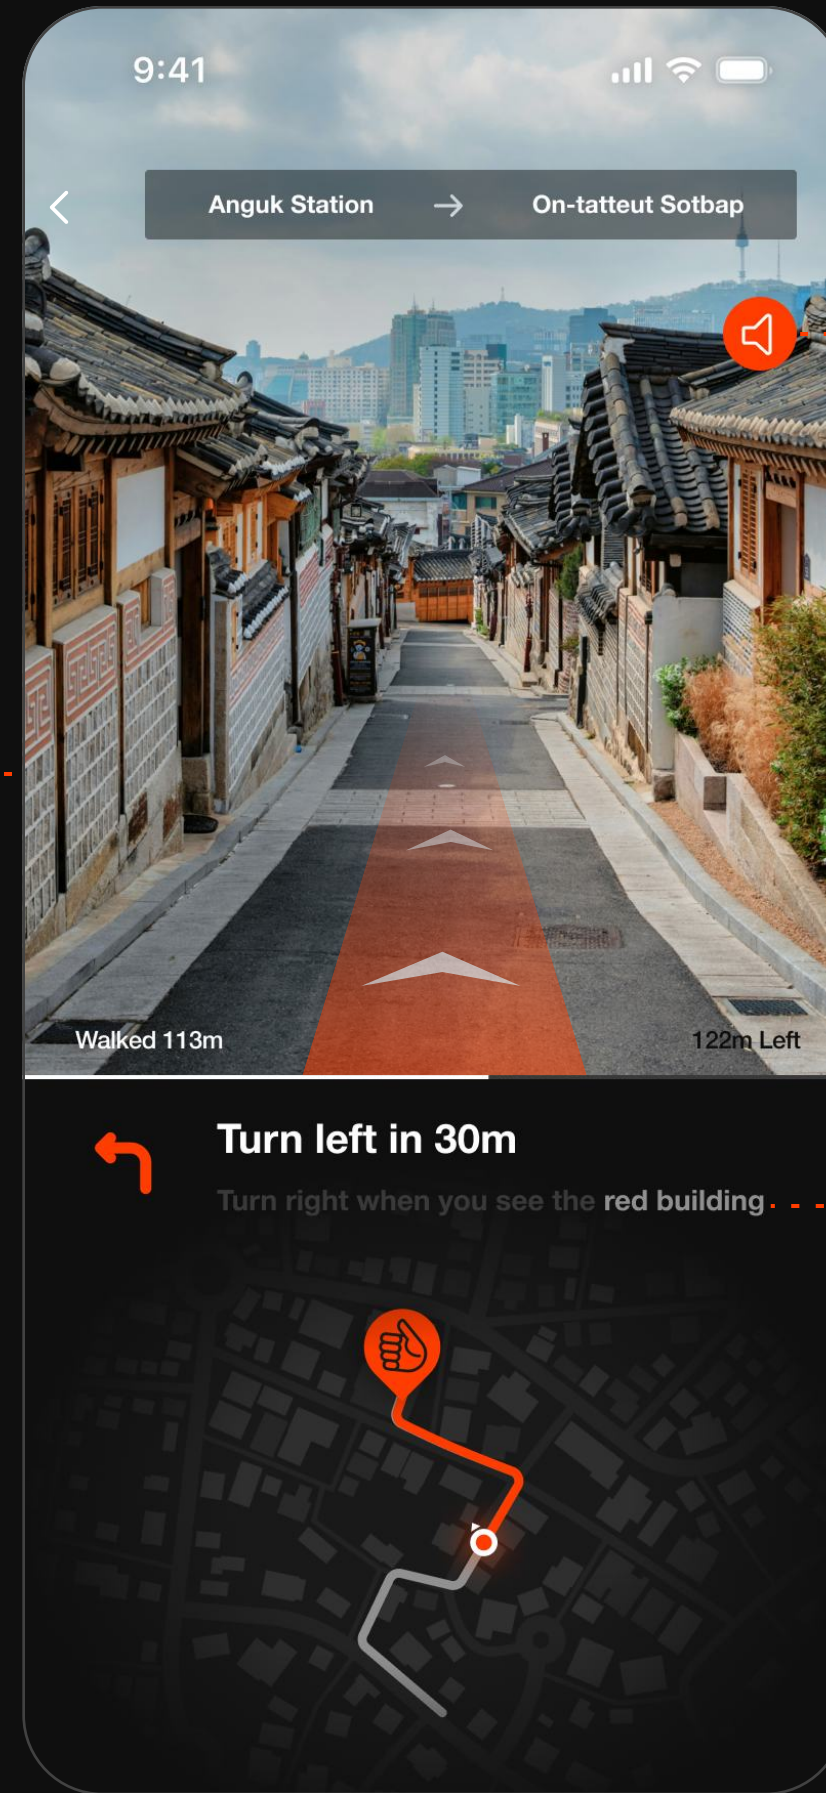 9:41
Anguk Station → On-tatteut Sotbap
Walked 113m
122m Left
Turn left in 30m
Turn right when you see the red building